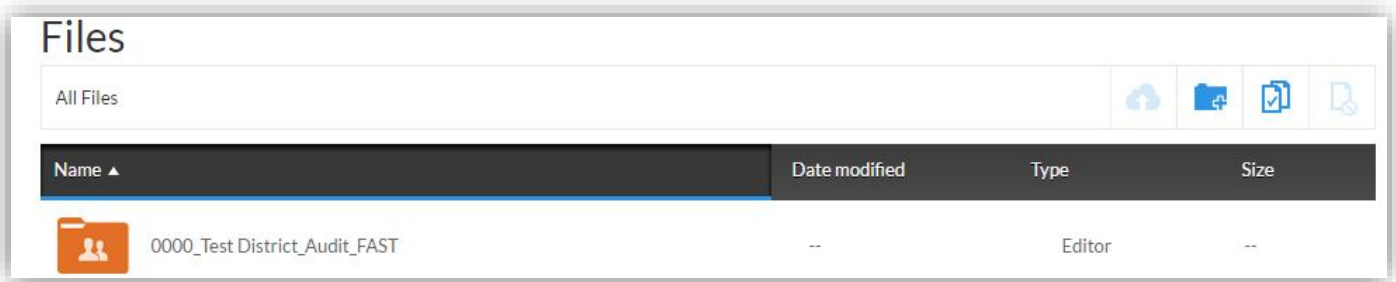 Files
All Files
Name ▲ Date modified Type Size
0000_Test District_Audit_FAST -- Editor --